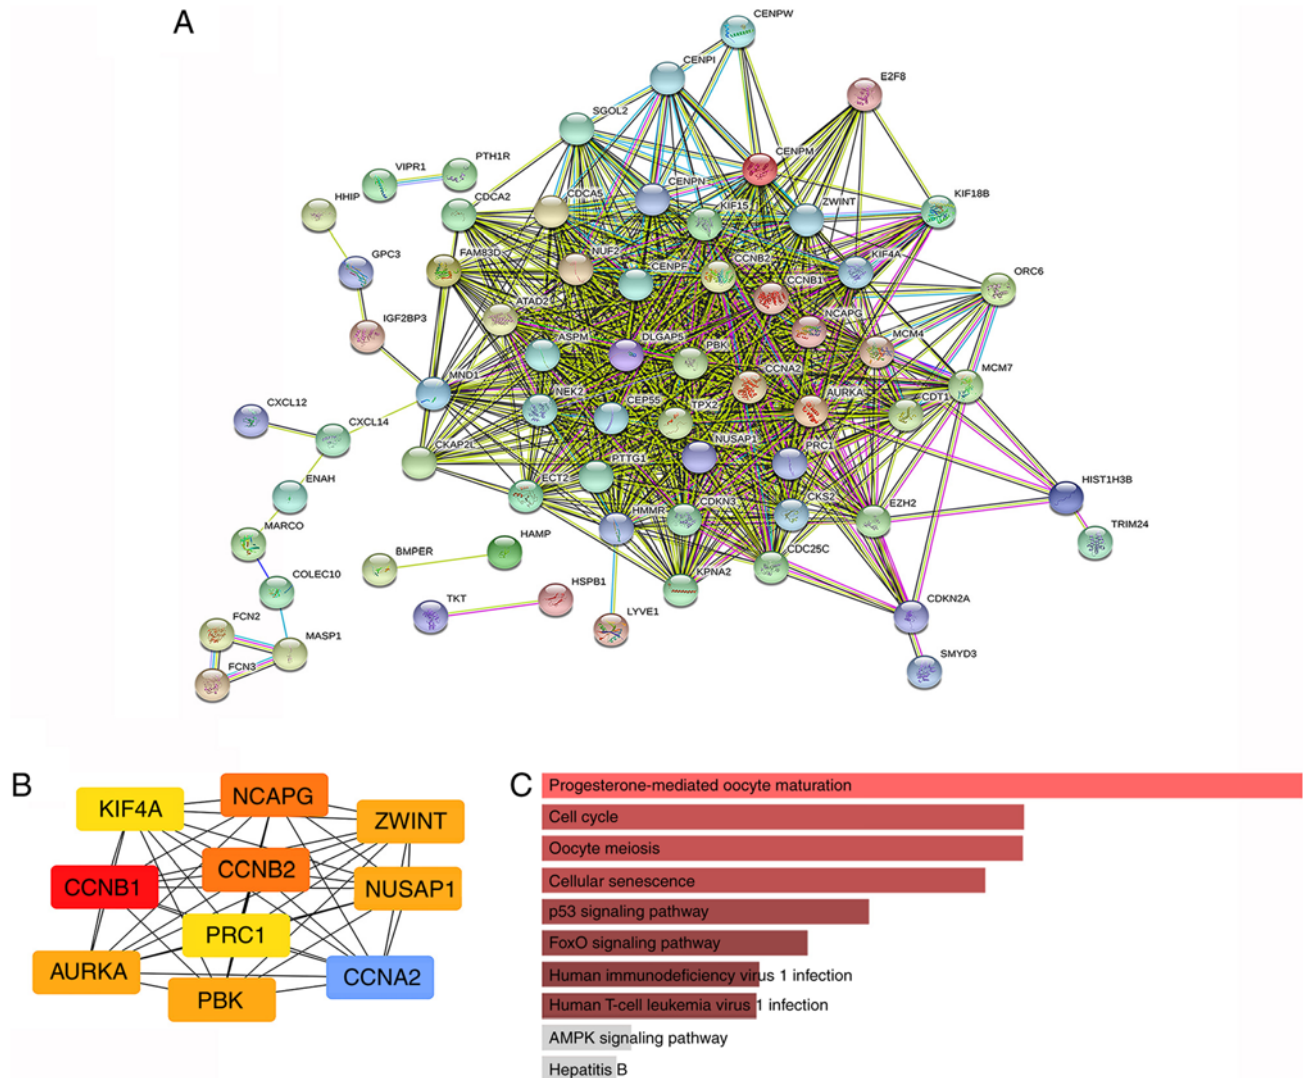 A
CENPW
CENPI
E2F8
SGOL2
CENPM
PTH1R
VIPR1
CENPN
KIF18B
HHIP
CDCA2
CDCA5
KIF15
ZWINT
GPC3
FAM83D
NUF2
CENPF
CCNB2
KIF4A
CCNB1
ORC6
IGF2BP3
ATAD2
NCAPG
ASPM
DLGAP5
PBK
MCM4
MND1
CCNA2
MCM7
NEK2
CEP55
TPX2
AURKA
CDT1
CXCL12
CXCL14
CKAP2L
NUSAP1
PRC1
PTTG1
ENAH
ECT2
HIST1H3B
MARCO
HMMR
CDKN3
CKS2
EZH2
TRIM24
BMPER
HAMP
CDC25C
COLEC10
KPNA2
HSPB1
TKT
LYVE1
CDKN2A
FCN2
MASP1
FCN3
SMYD3
B
KIF4A
NCAPG
ZWINT
CCNB1
CCNB2
NUSAP1
PRC1
AURKA
PBK
CCNA2
C
Progesterone-mediated oocyte maturation
Cell cycle
Oocyte meiosis
Cellular senescence
p53 signaling pathway
FoxO signaling pathway
Human immunodeficiency virus 1 infection
Human T-cell leukemia virus 1 infection
AMPK signaling pathway
Hepatitis B